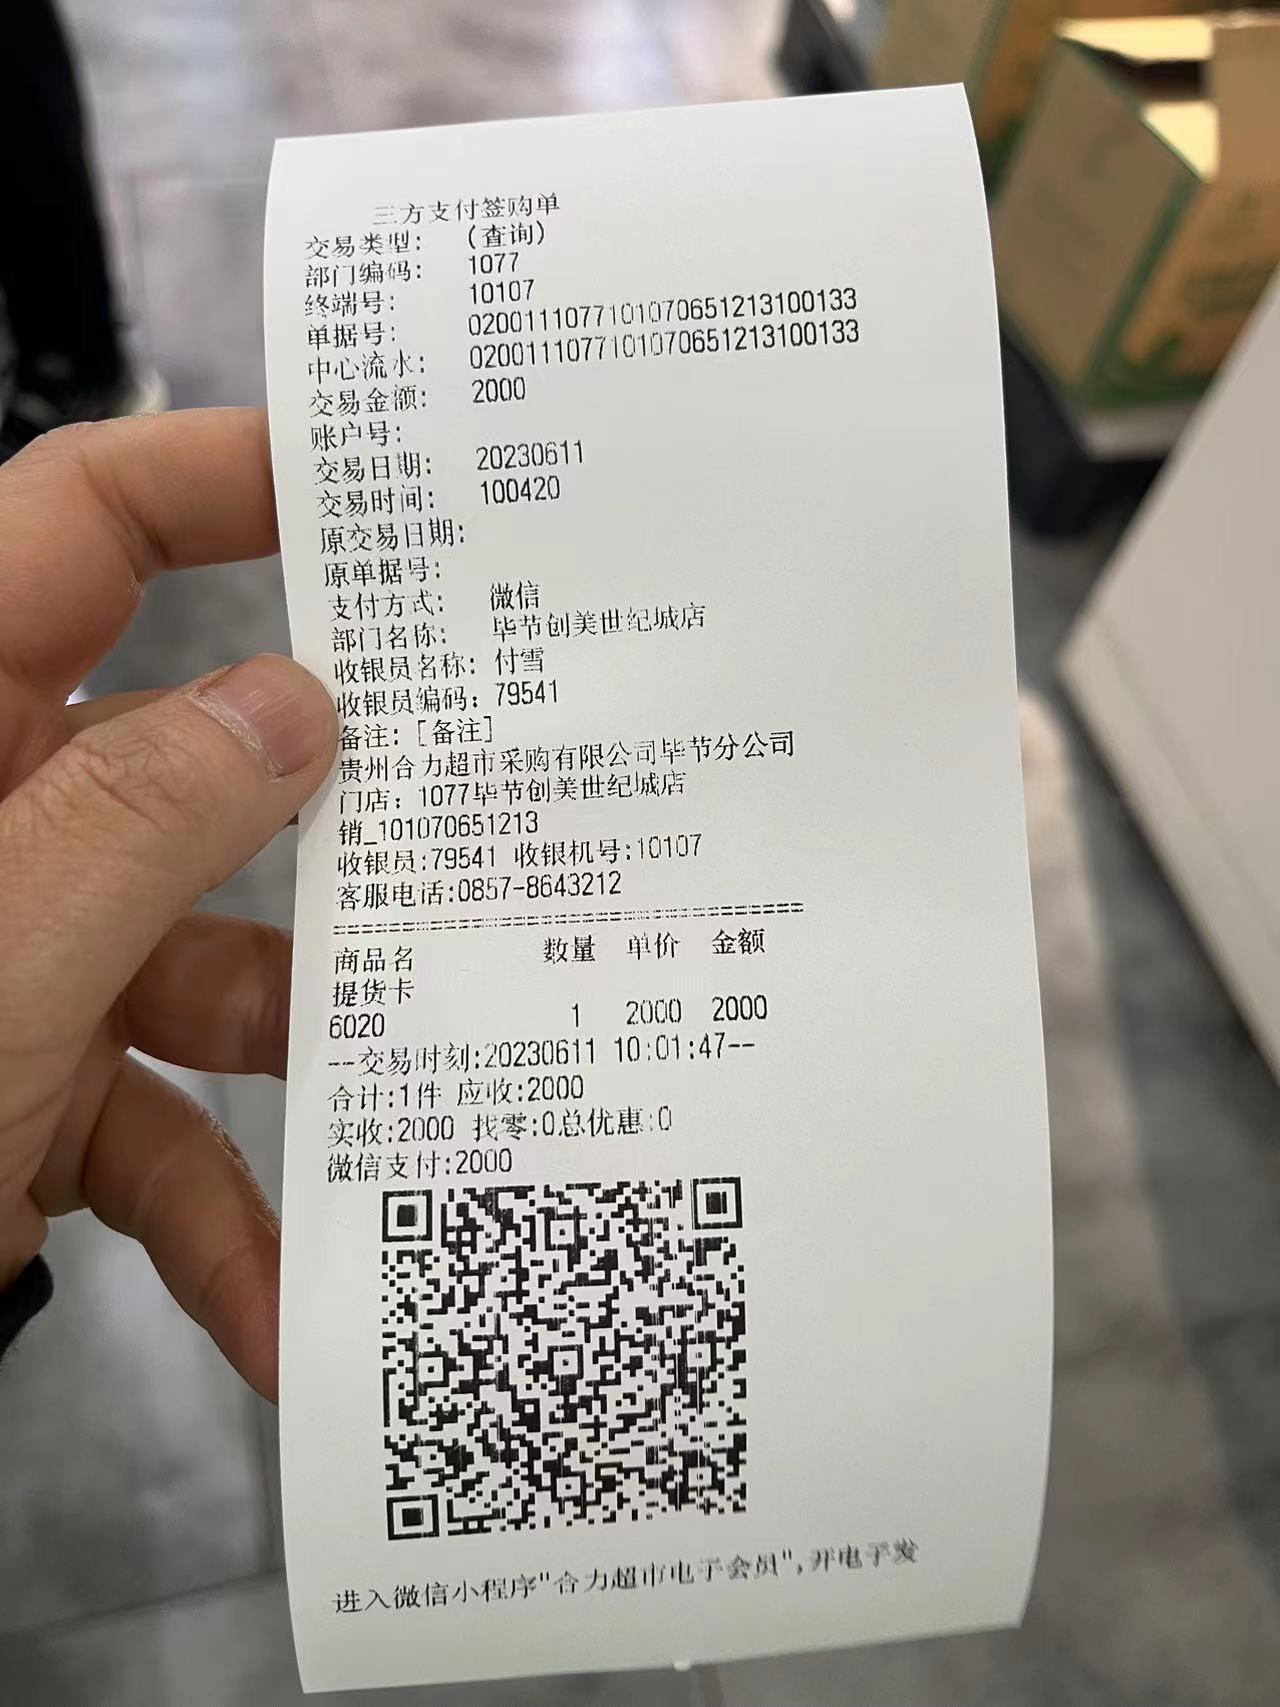 三方支付签购单
交易类型: (查询)
部门编码: 1077
终端号: 10107
单据号: 0200111077101070651213100133
中心流水: 0200111077101070651213100133
交易金额: 2000
账户号:
交易日期: 20230611
交易时间: 100420
原交易日期:
原单据号:
支付方式: 微信
部门名称: 毕节创美世纪城店
收银员名称: 付雪
收银员编码: 79541
备注: [备注]
贵州合力超市采购有限公司毕节分公司
门店: 1077毕节创美世纪城店
销_101070651213
收银员:79541 收银机号:10107
客服电话:0857-8643212
商品名 数量 单价 金额
提货卡
6020 1 2000 2000
--交易时刻:20230611 10:01:47--
合计:1件 应收:2000
实收:2000 找零:0总优惠:0
微信支付:2000
进入微信小程序"合力超市电子会员",开电子发